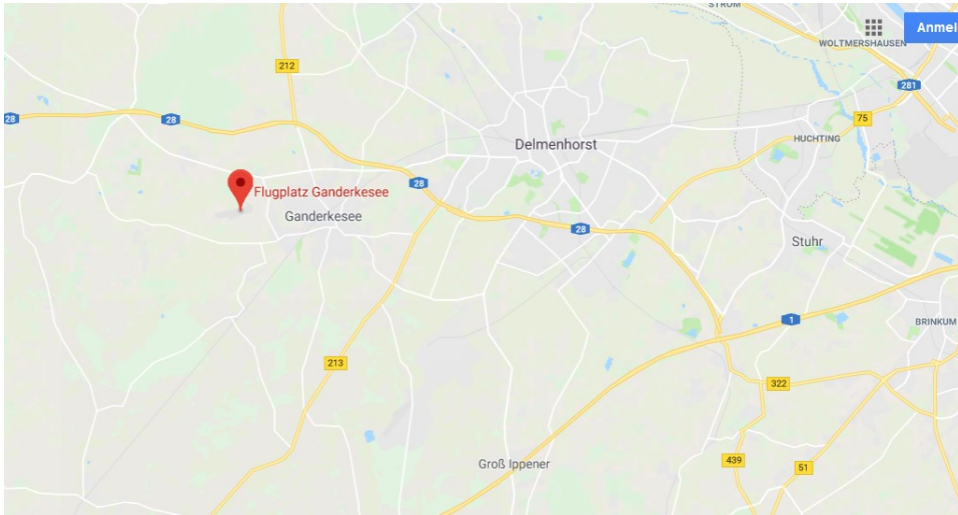 STROM
Anmel
WOLTMERSHAUSEN
212
281
28
28
75
HUCHTING
Delmenhorst
28
Flugplatz Ganderkesee
Ganderkesee
28
Stuhr
1
BRINKUM
213
322
Groß Ippener
439
51